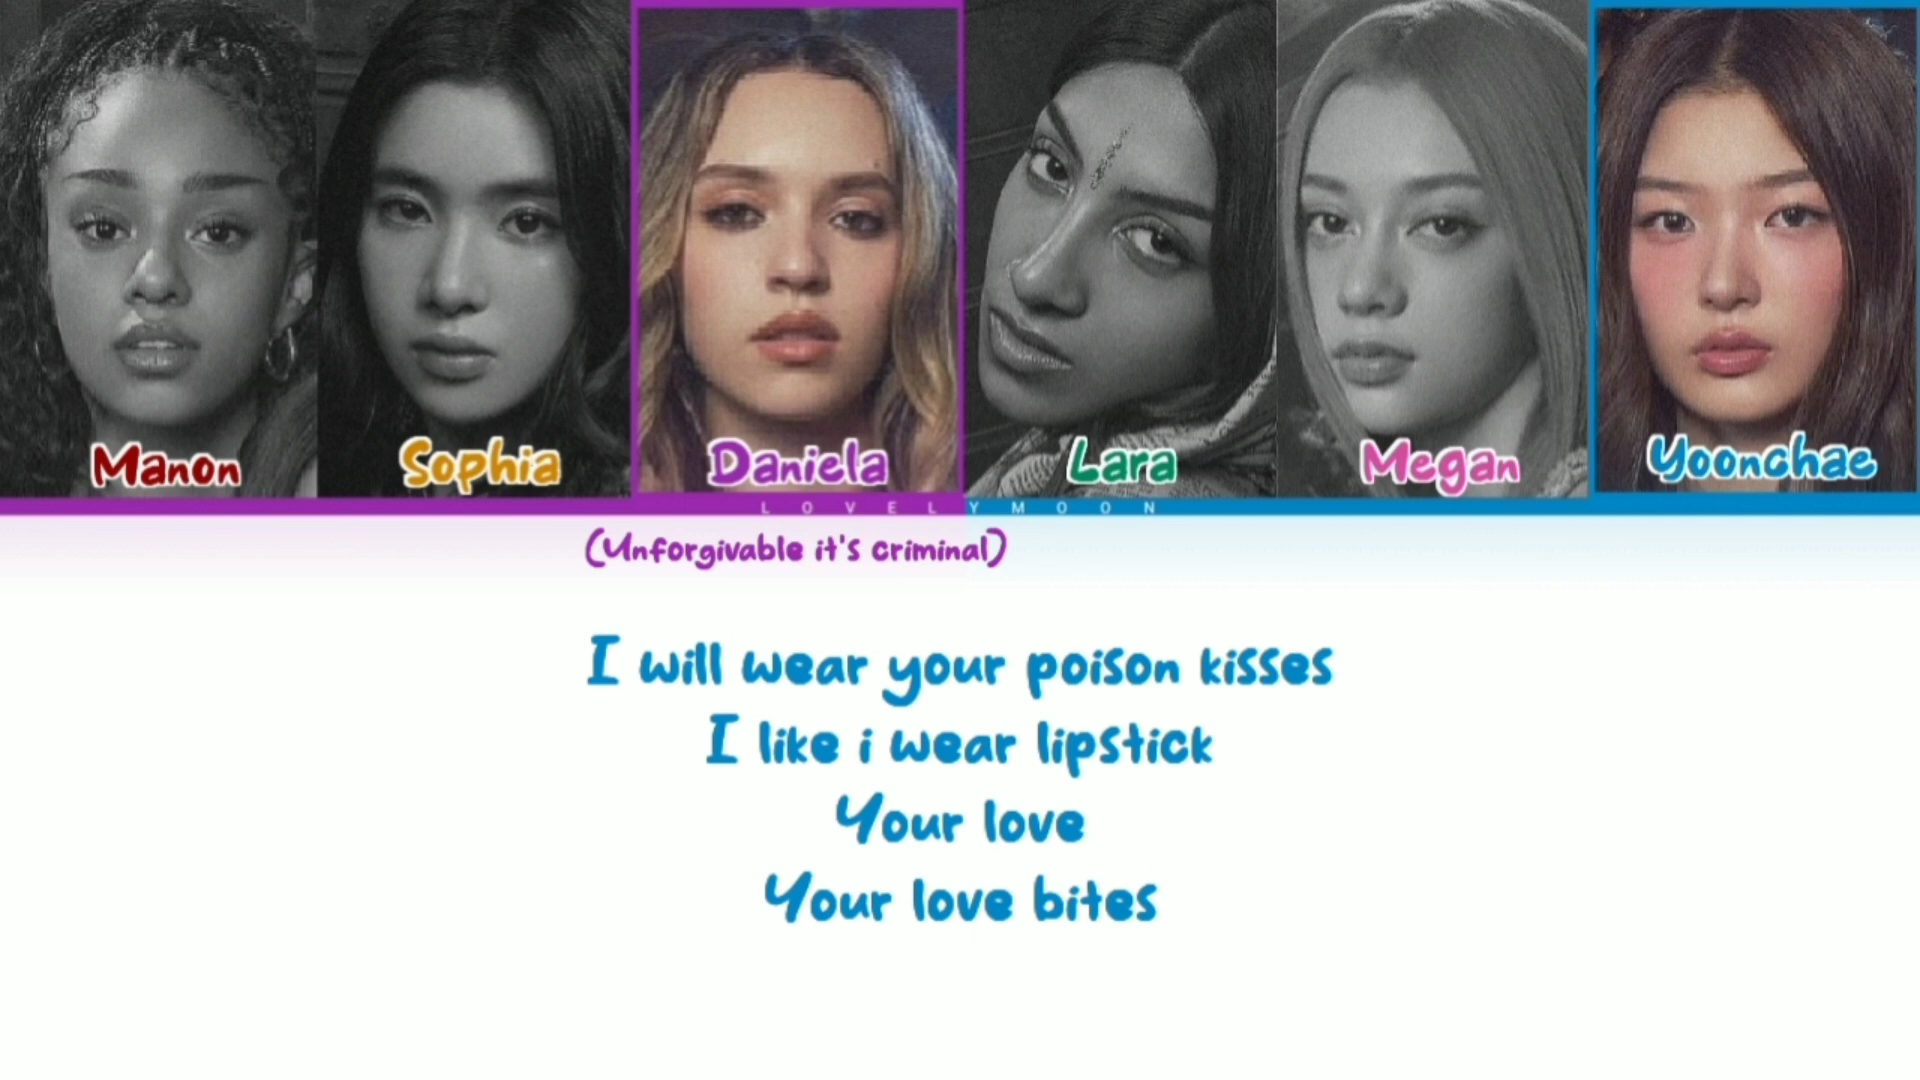 Manon
Sophia
Daniela
Lara
Megan
Yoonchae
LOVELYMOON
(Unforgivable it's criminal)
I will wear your poison kisses
I like i wear lipstick
Your love
Your love bites